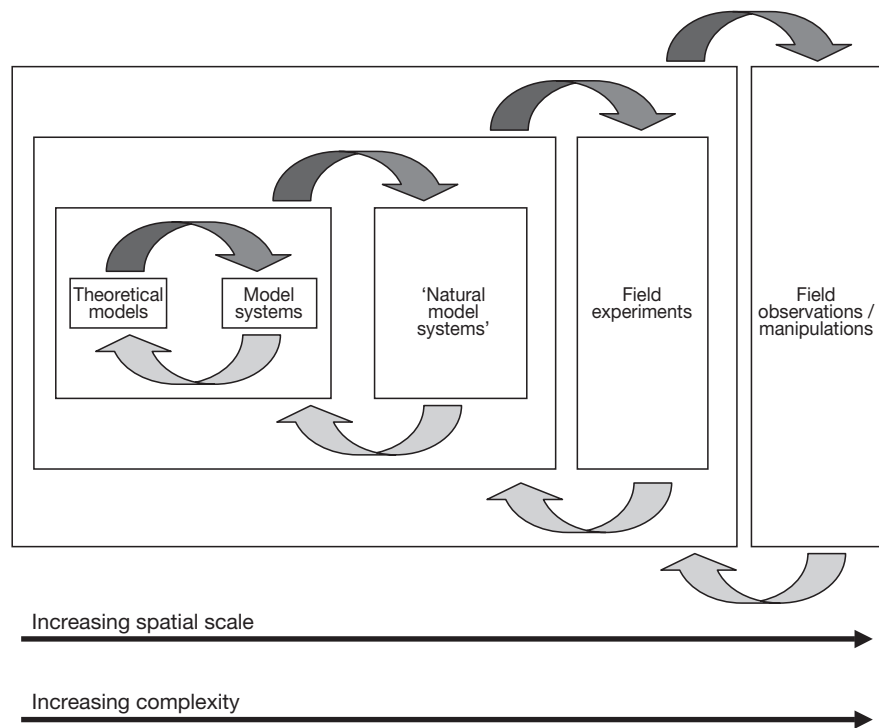 Theoretical
models
Model
systems
‘Natural
model
systems’
Field
experiments
Field
observations /
manipulations
Increasing spatial scale
Increasing complexity